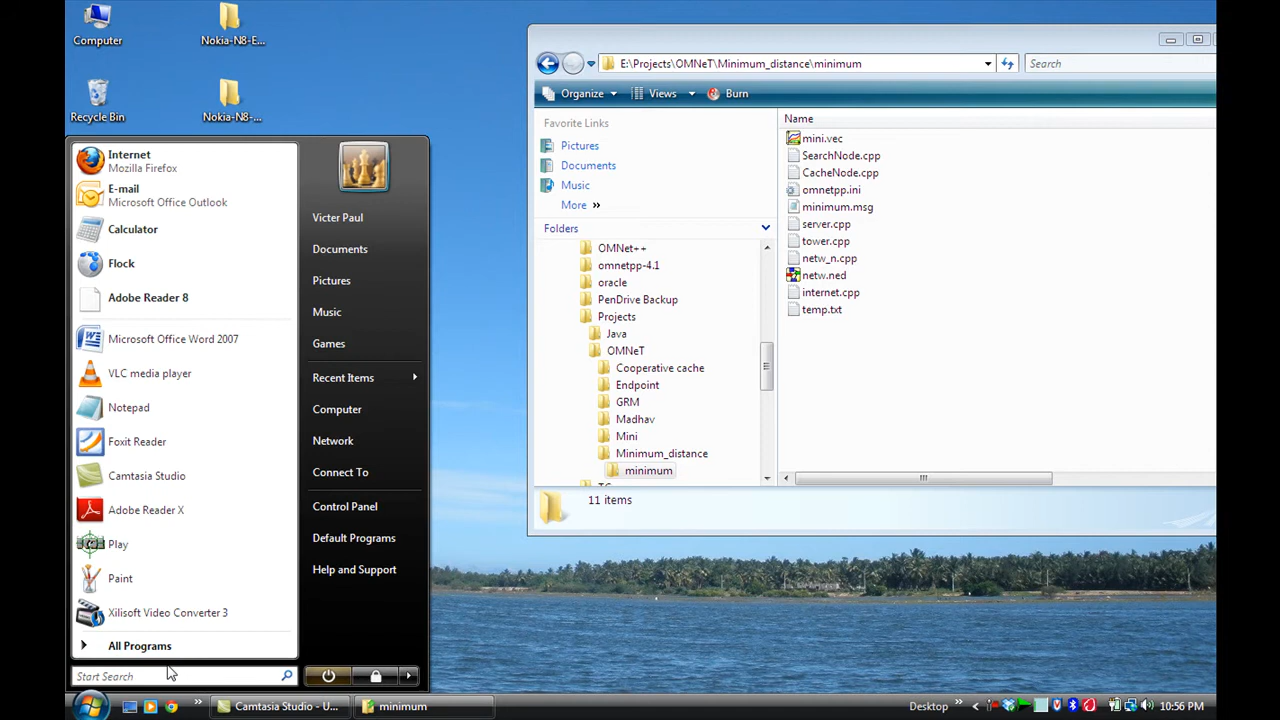 Computer
Nokia-N8-E...
Recycle Bin
Nokia-N8-...
Internet
Mozilla Firefox
E-mail
Microsoft Office Outlook
Calculator
Flock
Adobe Reader 8
Microsoft Office Word 2007
VLC media player
Notepad
Foxit Reader
Camtasia Studio
Adobe Reader X
Play
Paint
Xilisoft Video Converter 3
All Programs
Start Search
Victer Paul
Documents
Pictures
Music
Games
Recent Items
Computer
Network
Connect To
Control Panel
Default Programs
Help and Support
E:\Projects\OMNeT\Minimum_distance\minimum
Search
Organize
Views
Burn
Favorite Links
Pictures
Documents
Music
More »
Folders
OMNet++
omnetpp-4.1
oracle
PenDrive Backup
Projects
Java
OMNeT
Cooperative cache
Endpoint
GRM
Madhav
Mini
Minimum_distance
minimum
Name
mini.vec
SearchNode.cpp
CacheNode.cpp
omnetpp.ini
minimum.msg
server.cpp
tower.cpp
netw_n.cpp
netw.ned
internet.cpp
temp.txt
11 items
Camtasia Studio - U...
minimum
Desktop
10:56 PM